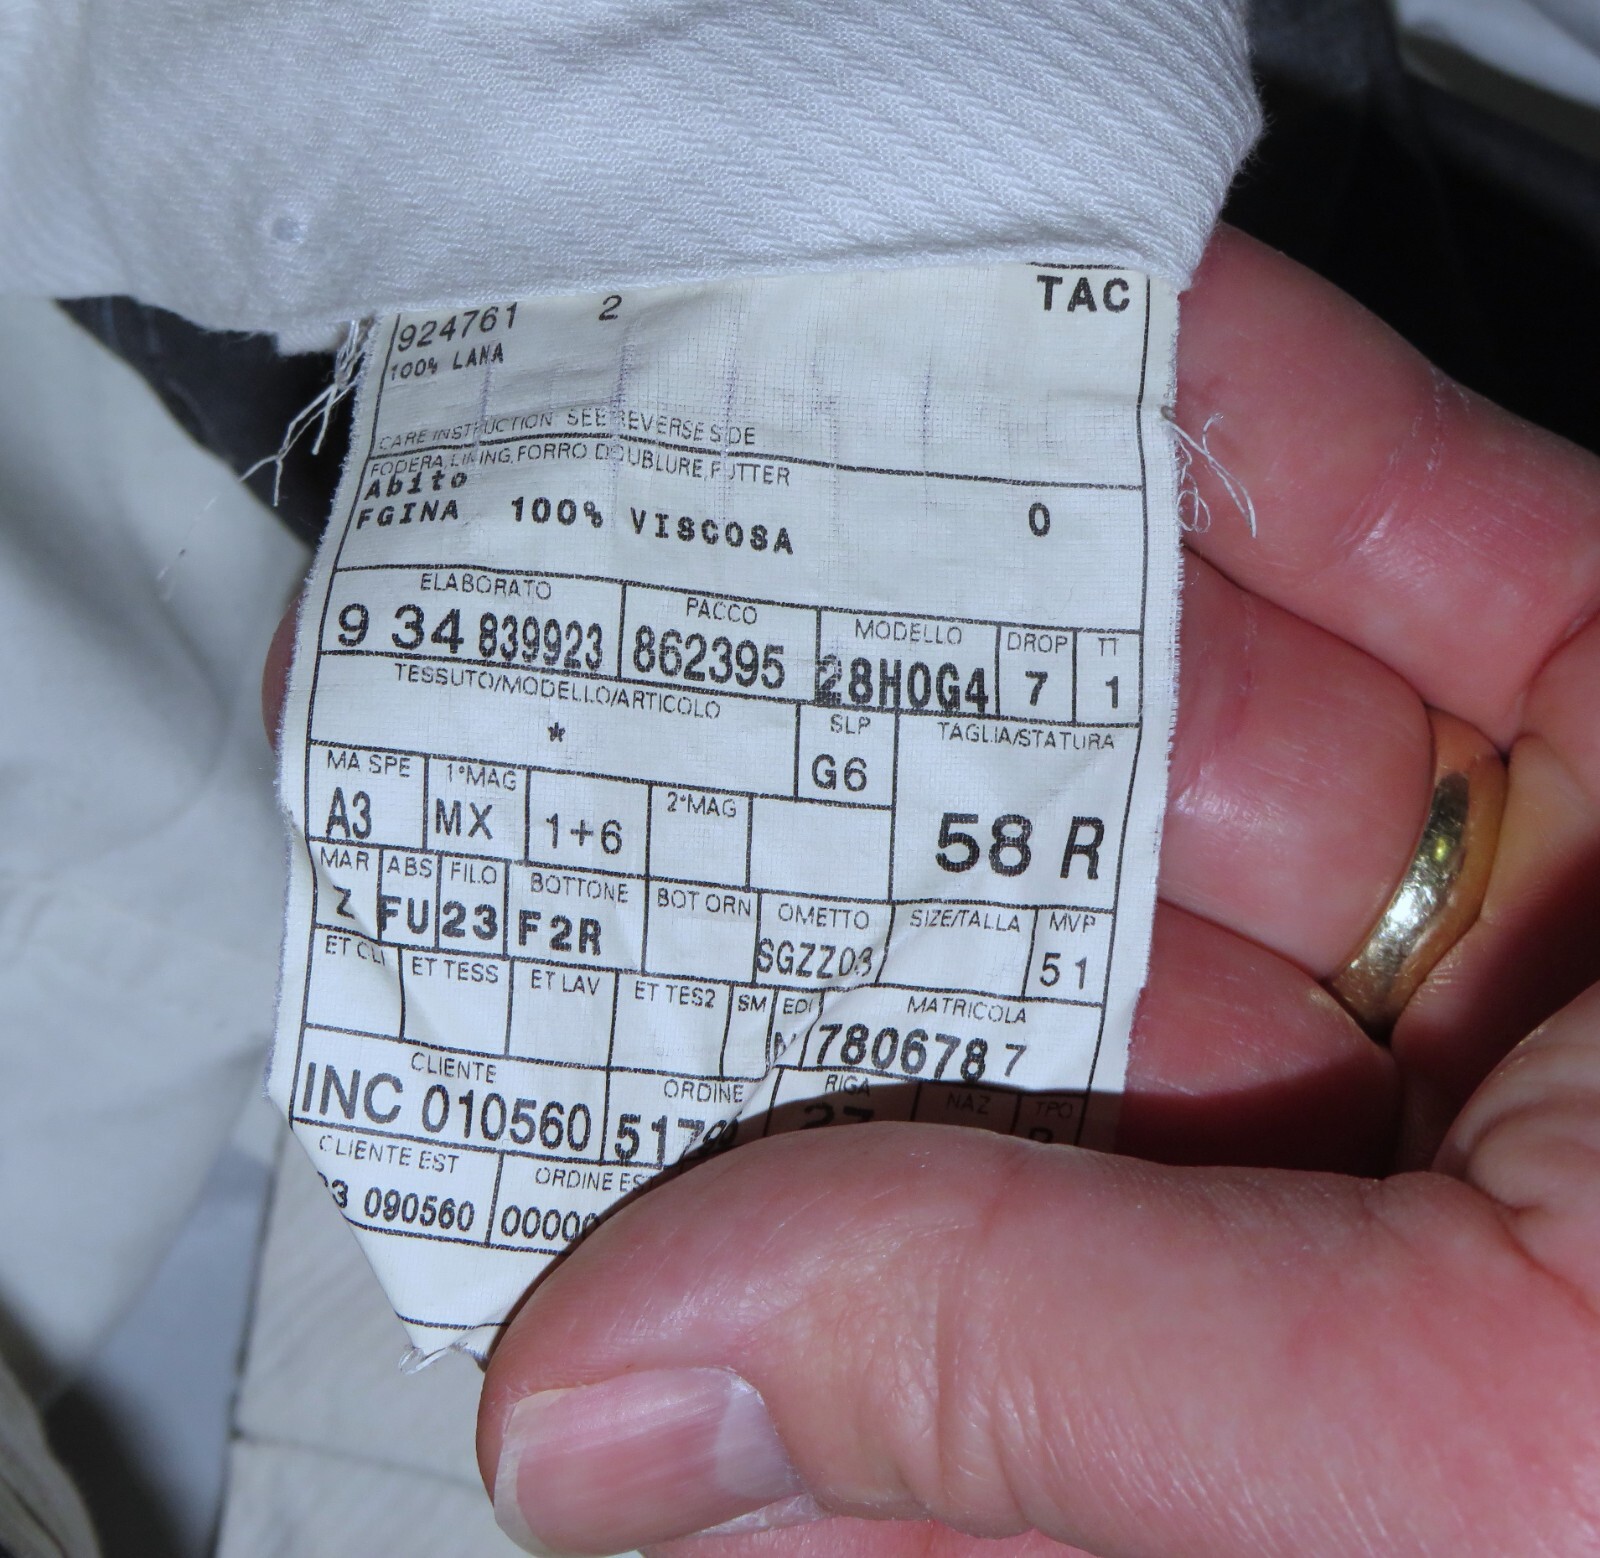 924761 2 TAC
100% LANA
CARE INSTRUCTION SEE REVERSE SIDE
FODERA, LINING, FORRO DOUBLURE, FUTTER
Abito
FGINA 100% VISCOSA 0
ELABORATO PACCO MODELLO DROP TT
9 34 839923 862395 28H0G4 7 1
TESSUTO/MODELLO/ARTICOLO SLP TAGLIA/STATURA
* G6
MA SPE 1°MAG 2°MAG
A3 MX 1+6 58 R
MAR ABS FILO BOTTONE BOT ORN OMETTO SIZE/TALLA MVP
Z FU 23 F2R SGZZ03 51
ET CLI ET TESS ET LAV ET TES2 SM EDI MATRICOLA
N 7806787
CLIENTE ORDINE RIGA NAZ TPO
INC 010560 27
CLIENTE EST ORDINE
090560